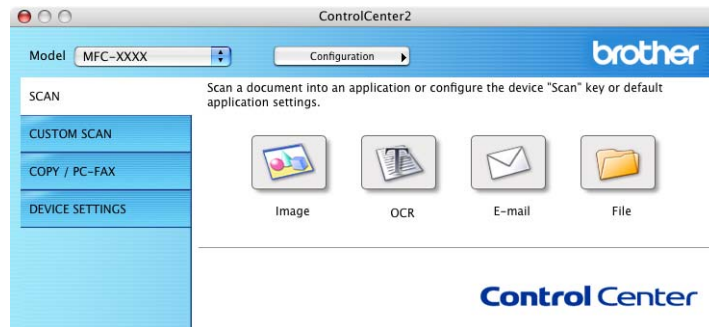 ControlCenter2
Model MFC-XXXX Configuration brother
SCAN
Scan a document into an application or configure the device "Scan" key or default
application settings.
CUSTOM SCAN
COPY / PC-FAX
DEVICE SETTINGS
Image OCR E-mail File
Control Center